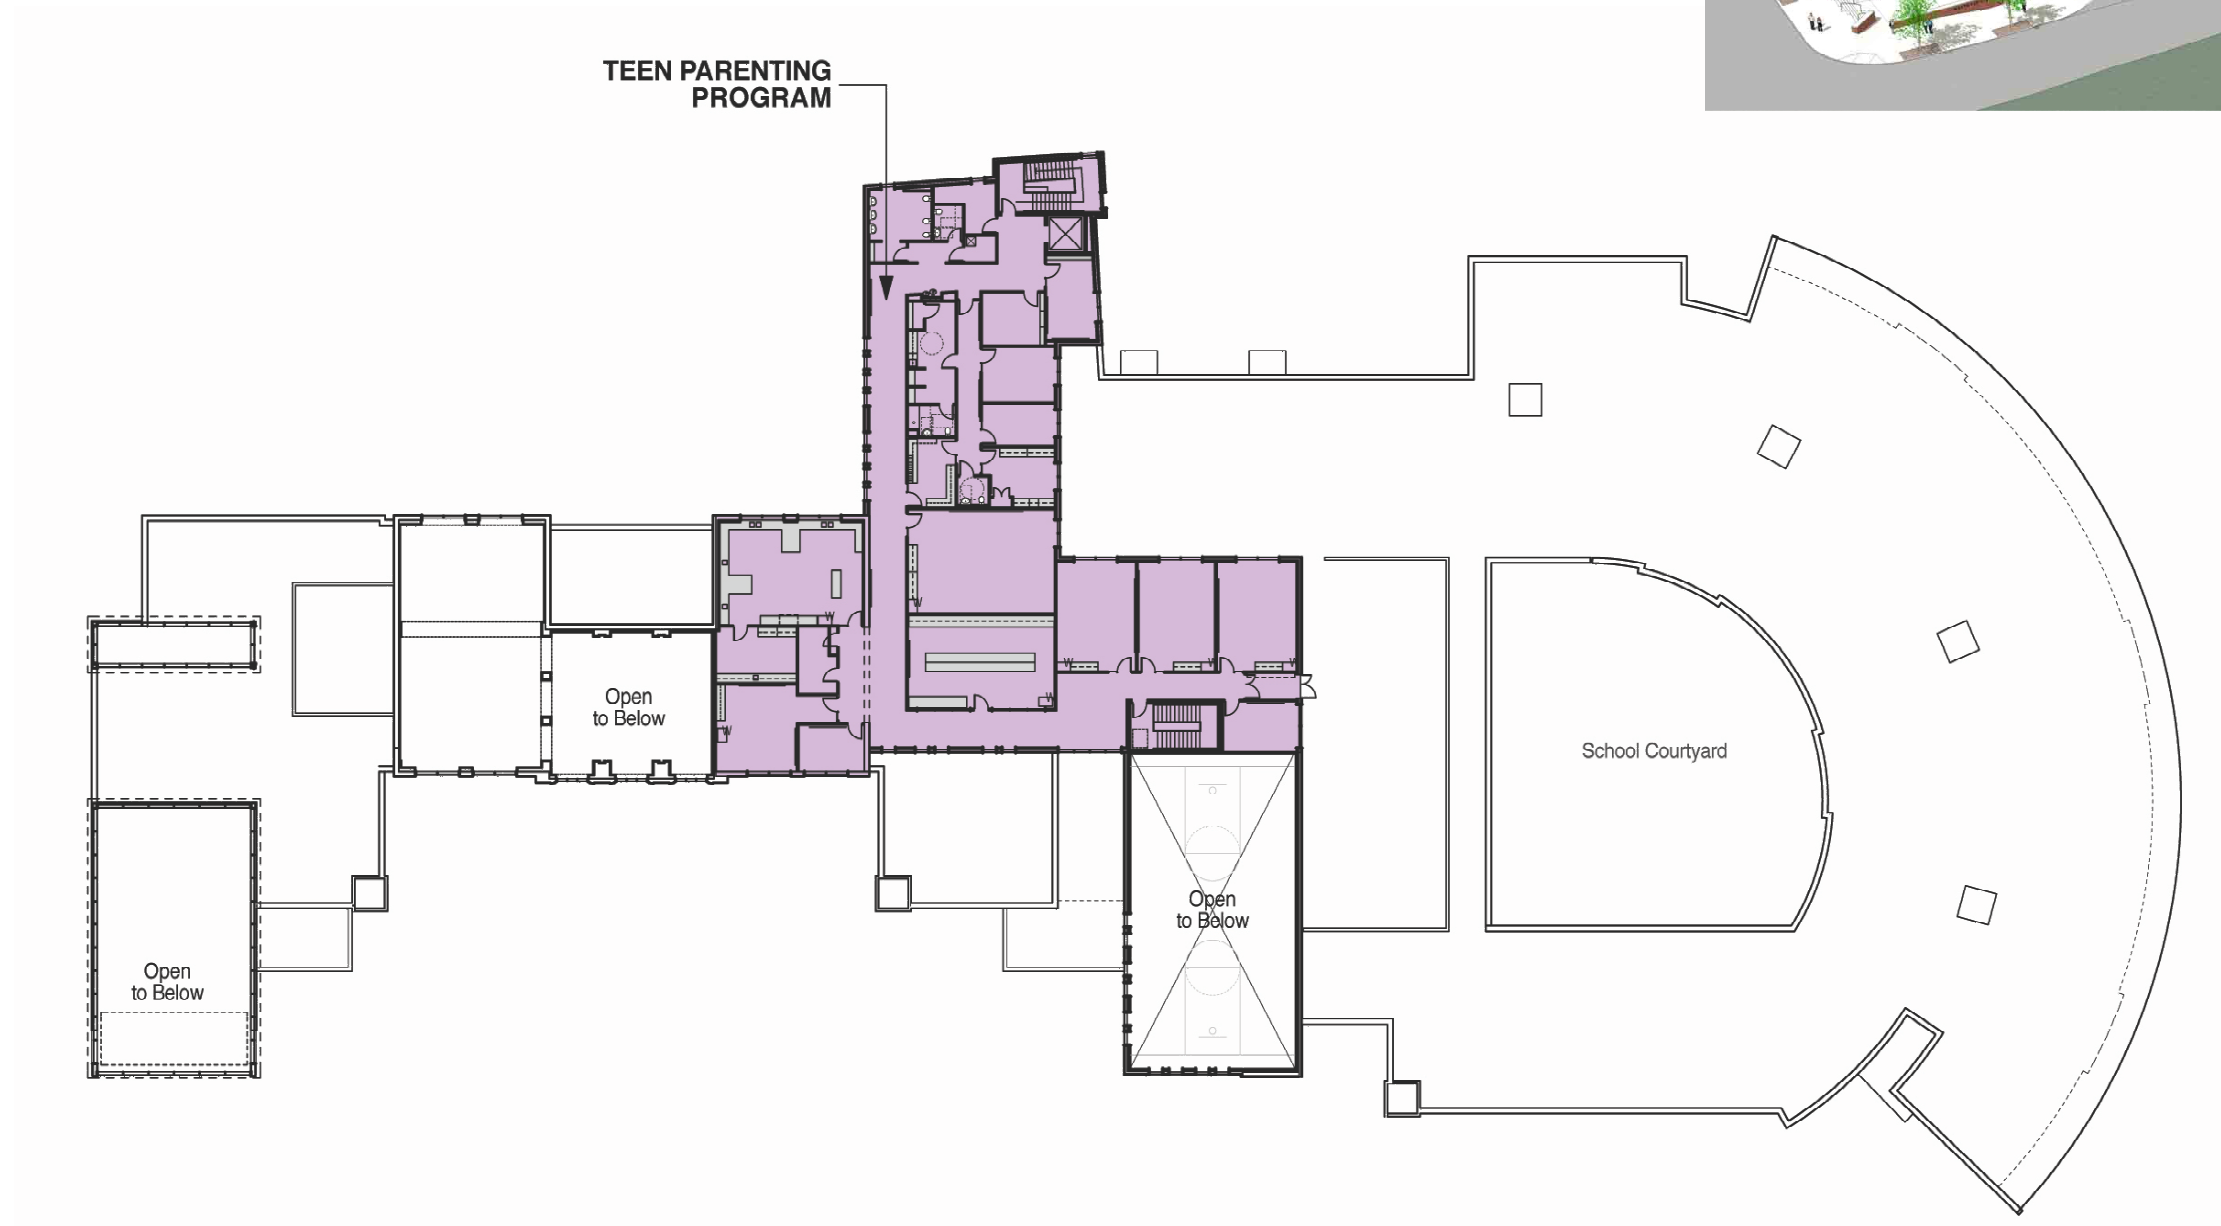 TEEN PARENTING
PROGRAM
Open
to Below
School Courtyard
Open
to Below
Open
to Below
W
W
W
W
W
W
W